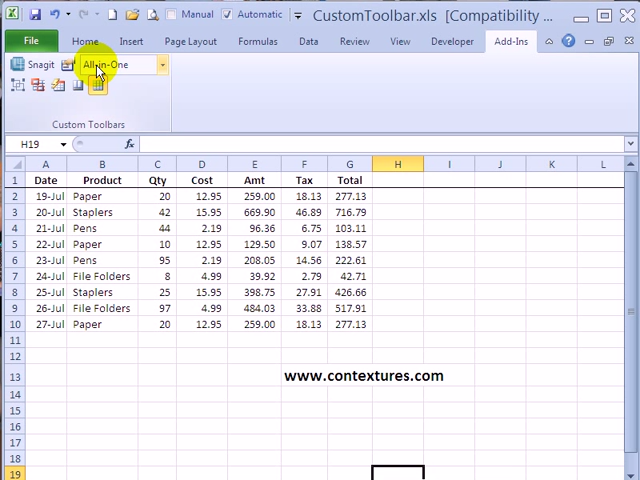 Manual Automatic CustomToolbar.xls [Compatibility ...
File Home Insert Page Layout Formulas Data Review View Developer Add-Ins
Snagit All-in-One
Custom Toolbars
H19 fx
A B C D E F G H I J K L
1 Date Product Qty Cost Amt Tax Total
2 19-Jul Paper 20 12.95 259.00 18.13 277.13
3 20-Jul Staplers 42 15.95 669.90 46.89 716.79
4 21-Jul Pens 44 2.19 96.36 6.75 103.11
5 22-Jul Paper 10 12.95 129.50 9.07 138.57
6 23-Jul Pens 95 2.19 208.05 14.56 222.61
7 24-Jul File Folders 8 4.99 39.92 2.79 42.71
8 25-Jul Staplers 25 15.95 398.75 27.91 426.66
9 26-Jul File Folders 97 4.99 484.03 33.88 517.91
10 27-Jul Paper 20 12.95 259.00 18.13 277.13
11
12
13 www.contextures.com
14
15
16
17
18
19